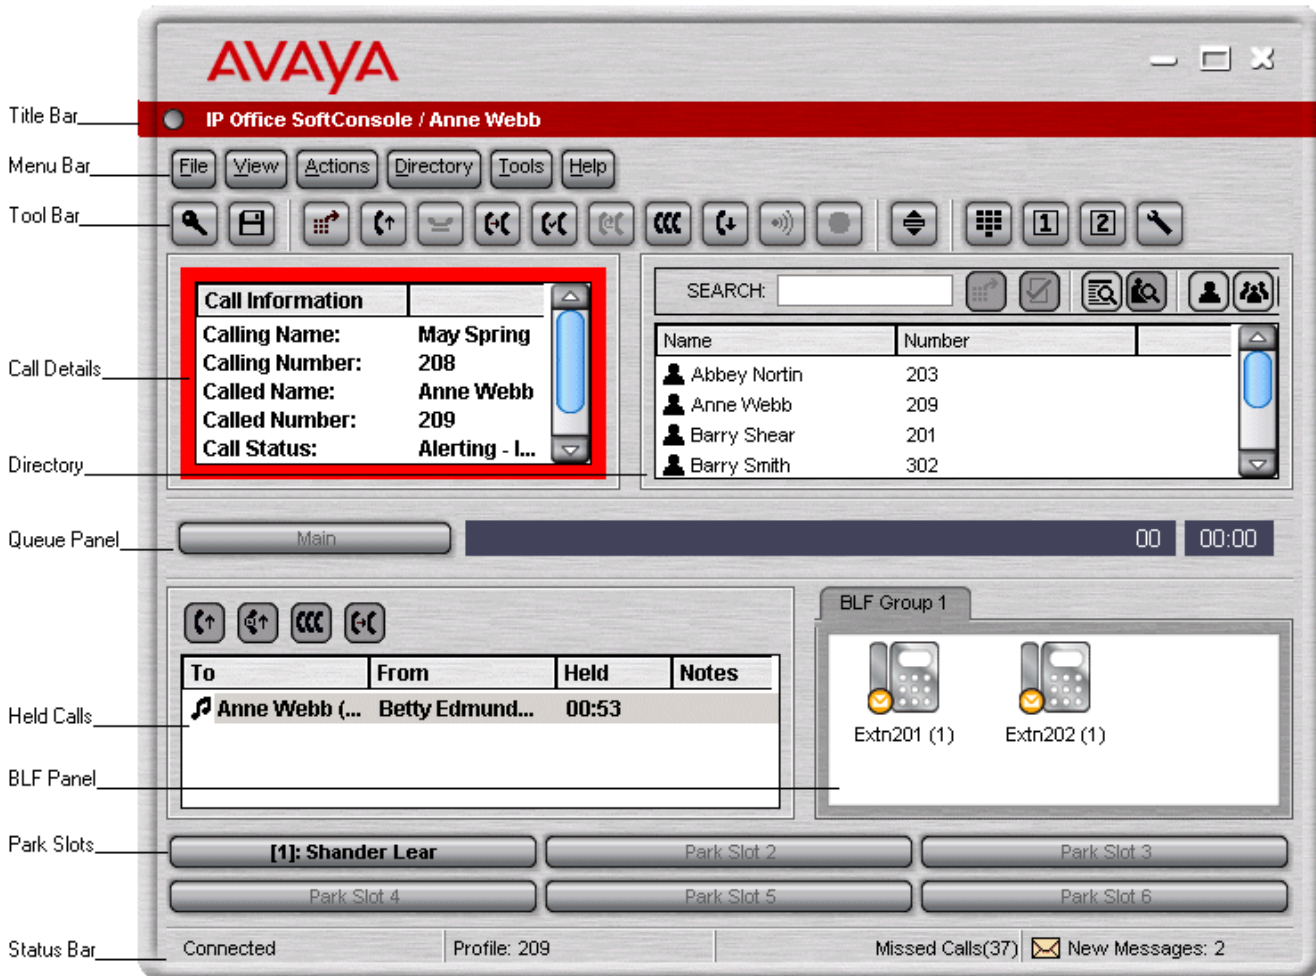 AVAYA
Title Bar
IP Office SoftConsole / Anne Webb
Menu Bar
File View Actions Directory Tools Help
Tool Bar
1 2
Call Information
Calling Name: May Spring
Calling Number: 208
Called Name: Anne Webb
Called Number: 209
Call Status: Alerting - I...
Call Details
SEARCH:
Name Number
Abbey Nortin 203
Anne Webb 209
Barry Shear 201
Barry Smith 302
Directory
Queue Panel
Main 00 00:00
To From Held Notes
Anne Webb (... Betty Edmund... 00:53
Held Calls
BLF Group 1
Extn201 (1) Extn202 (1)
BLF Panel
Park Slots
[1]: Shander Lear Park Slot 2 Park Slot 3
Park Slot 4 Park Slot 5 Park Slot 6
Status Bar
Connected Profile: 209 Missed Calls(37) New Messages: 2